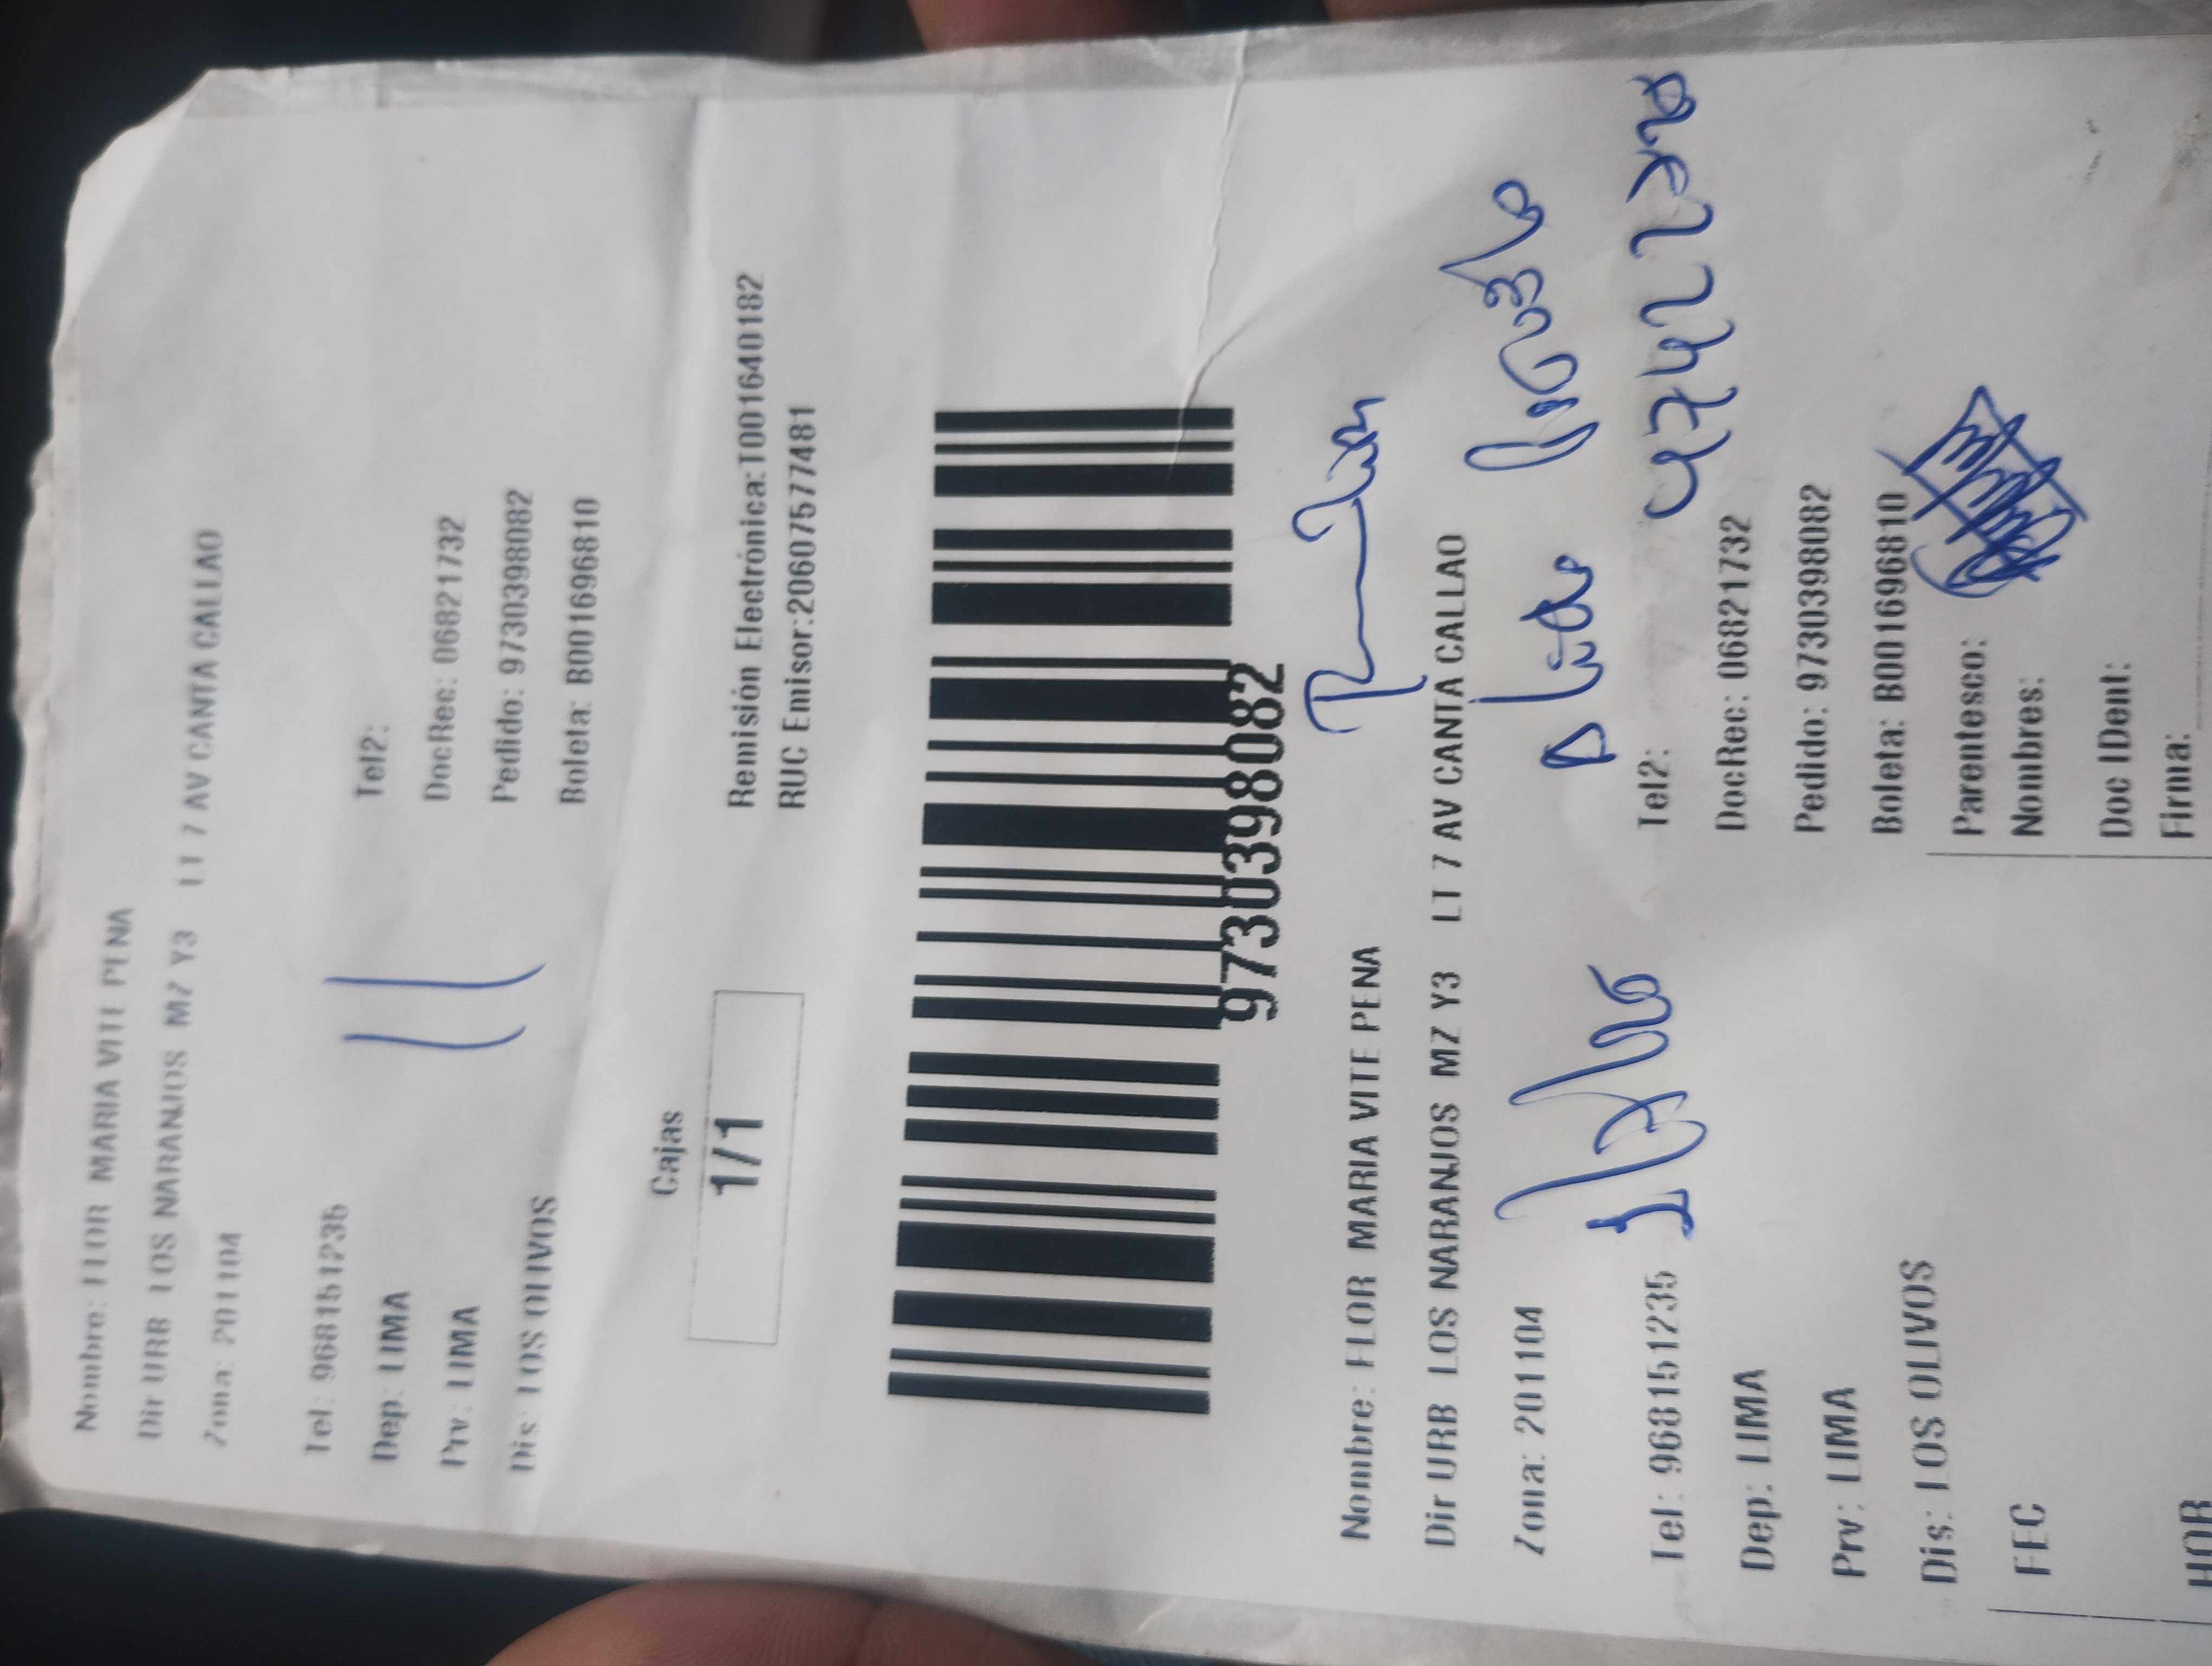 Nombre: FLOR MARIA VITE PENA
Dir URB LOS NARANJOS MZ Y3 LT 7 AV CANTA CALLAO
Zona: 201104
Tel: 968151235
Tel2:
Dep: LIMA
DocRec: 06821732
Prv: LIMA
Pedido: 9730398082
Dis: LOS OLIVOS
Boleta: B001696810
Cajas
1/1
Remisión Electrónica:T001640182
RUC Emisor:20607577481
9730398082
Nombre: FLOR MARIA VITE PENA
Dir URB LOS NARANJOS MZ Y3 LT 7 AV CANTA CALLAO
Zona: 201104
Tel: 968151235
Tel2:
Dep: LIMA
DocRec: 06821732
Prv: LIMA
Pedido: 9730398082
Dis: LOS OLIVOS
Boleta: B001696810
FEC
Parentesco:
Nombres:
Doc IDent:
HOR
Firma: